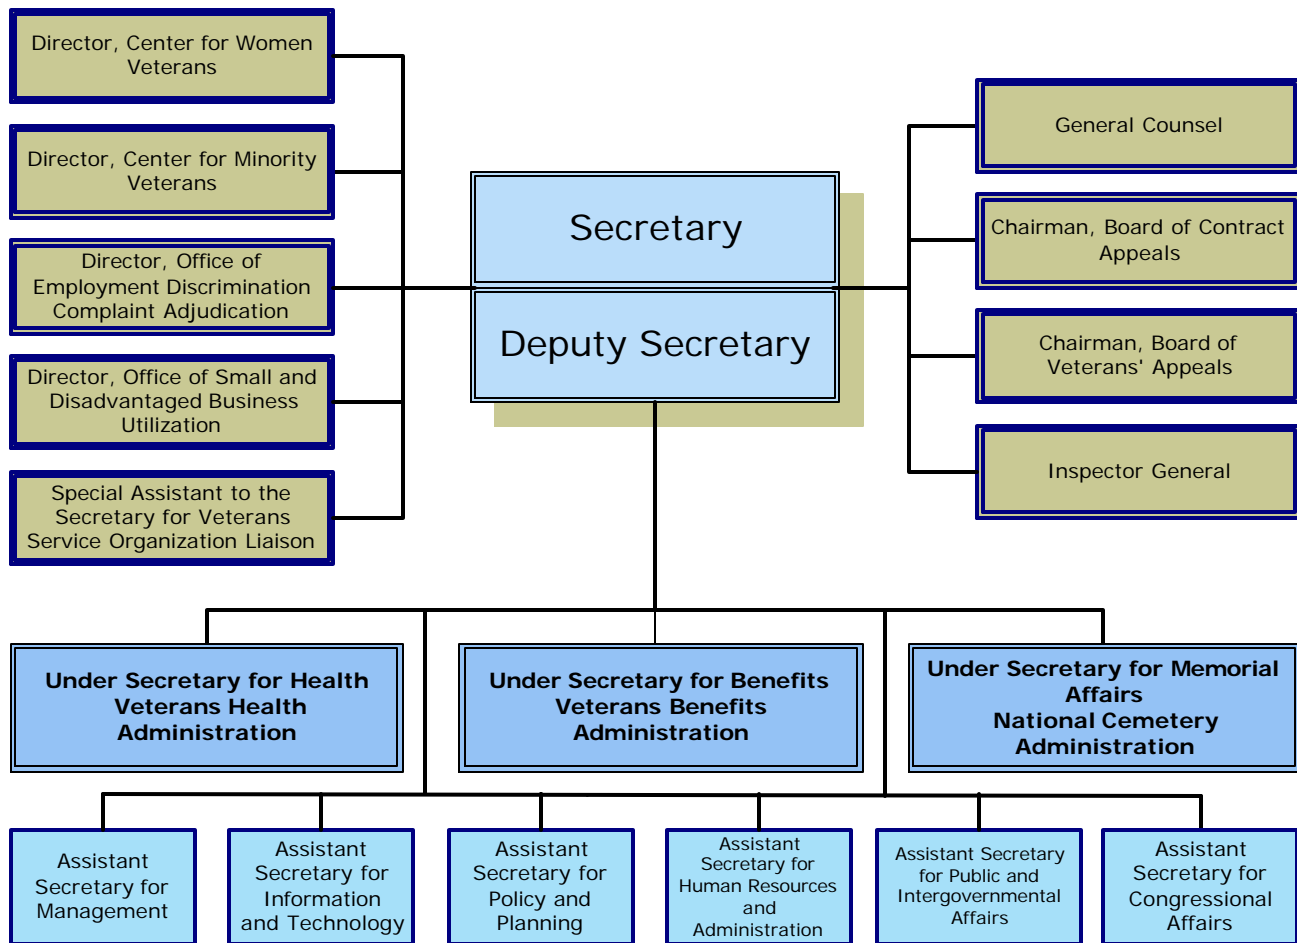 Director, Center for Women
Veterans
Director, Center for Minority
Veterans
Director, Office of
Employment Discrimination
Complaint Adjudication
Director, Office of Small and
Disadvantaged Business
Utilization
Special Assistant to the
Secretary for Veterans
Service Organization Liaison
Secretary
Deputy Secretary
General Counsel
Chairman, Board of Contract
Appeals
Chairman, Board of
Veterans' Appeals
Inspector General
Under Secretary for Health
Veterans Health
Administration
Under Secretary for Benefits
Veterans Benefits
Administration
Under Secretary for Memorial
Affairs
National Cemetery
Administration
Assistant
Secretary for
Management
Assistant
Secretary for
Information
and Technology
Assistant
Secretary for
Policy and
Planning
Assistant
Secretary for
Human Resources
and
Administration
Assistant Secretary
for Public and
Intergovernmental
Affairs
Assistant
Secretary for
Congressional
Affairs